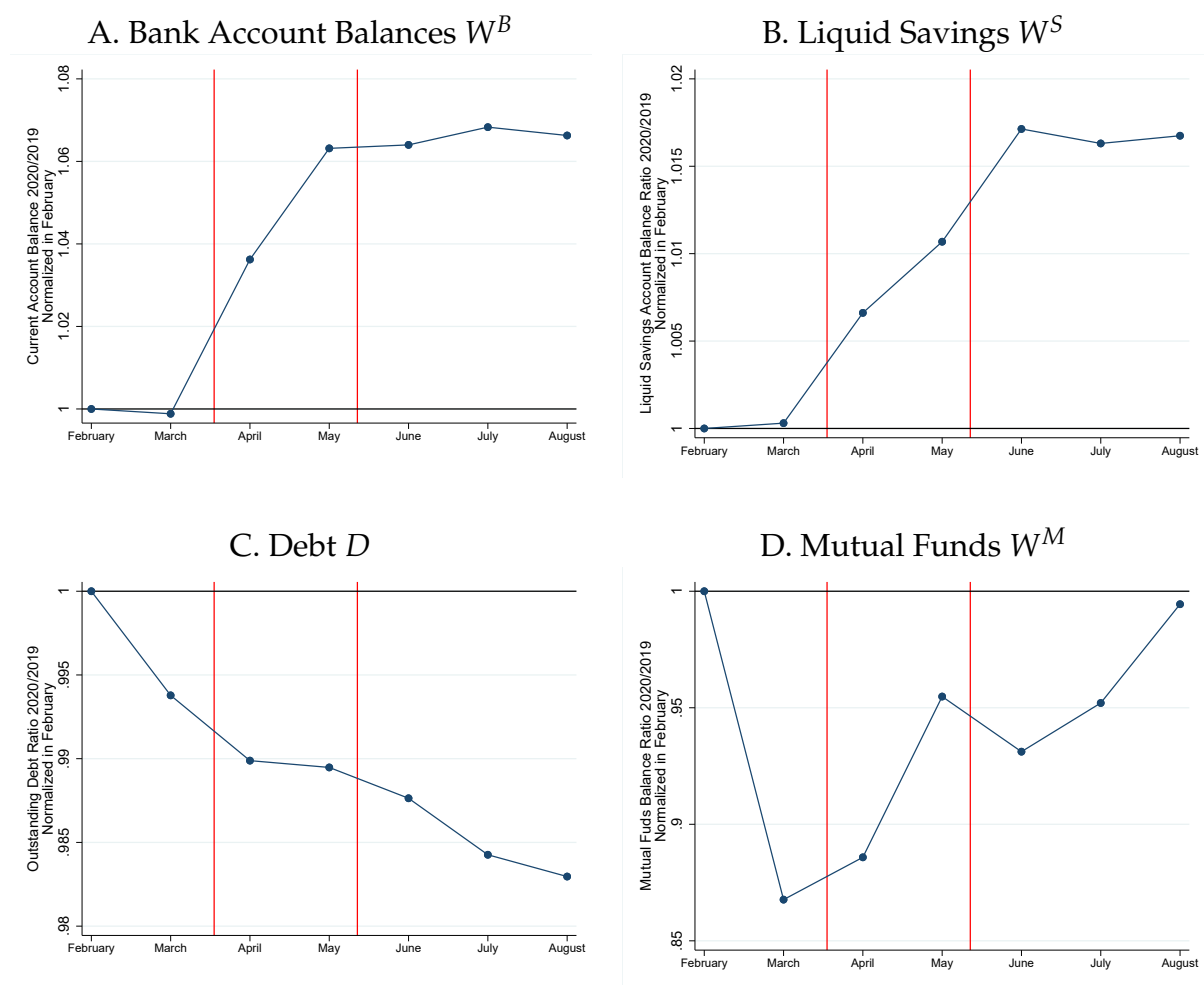 A. Bank Account Balances W^B
Current Account Balance 2020/2019
Normalized in February
1.08
1.06
1.04
1.02
1
February March April May June July August
B. Liquid Savings W^S
Liquid Savings Account Balance Ratio 2020/2019
Normalized in February
1.02
1.015
1.01
1.005
1
February March April May June July August
C. Debt D
Outstanding Debt Ratio 2020/2019
Normalized in February
1
.995
.99
.985
.98
February March April May June July August
D. Mutual Funds W^M
Mutual Fuds Balance Ratio 2020/2019
Normalized in February
1
.95
.9
.85
February March April May June July August